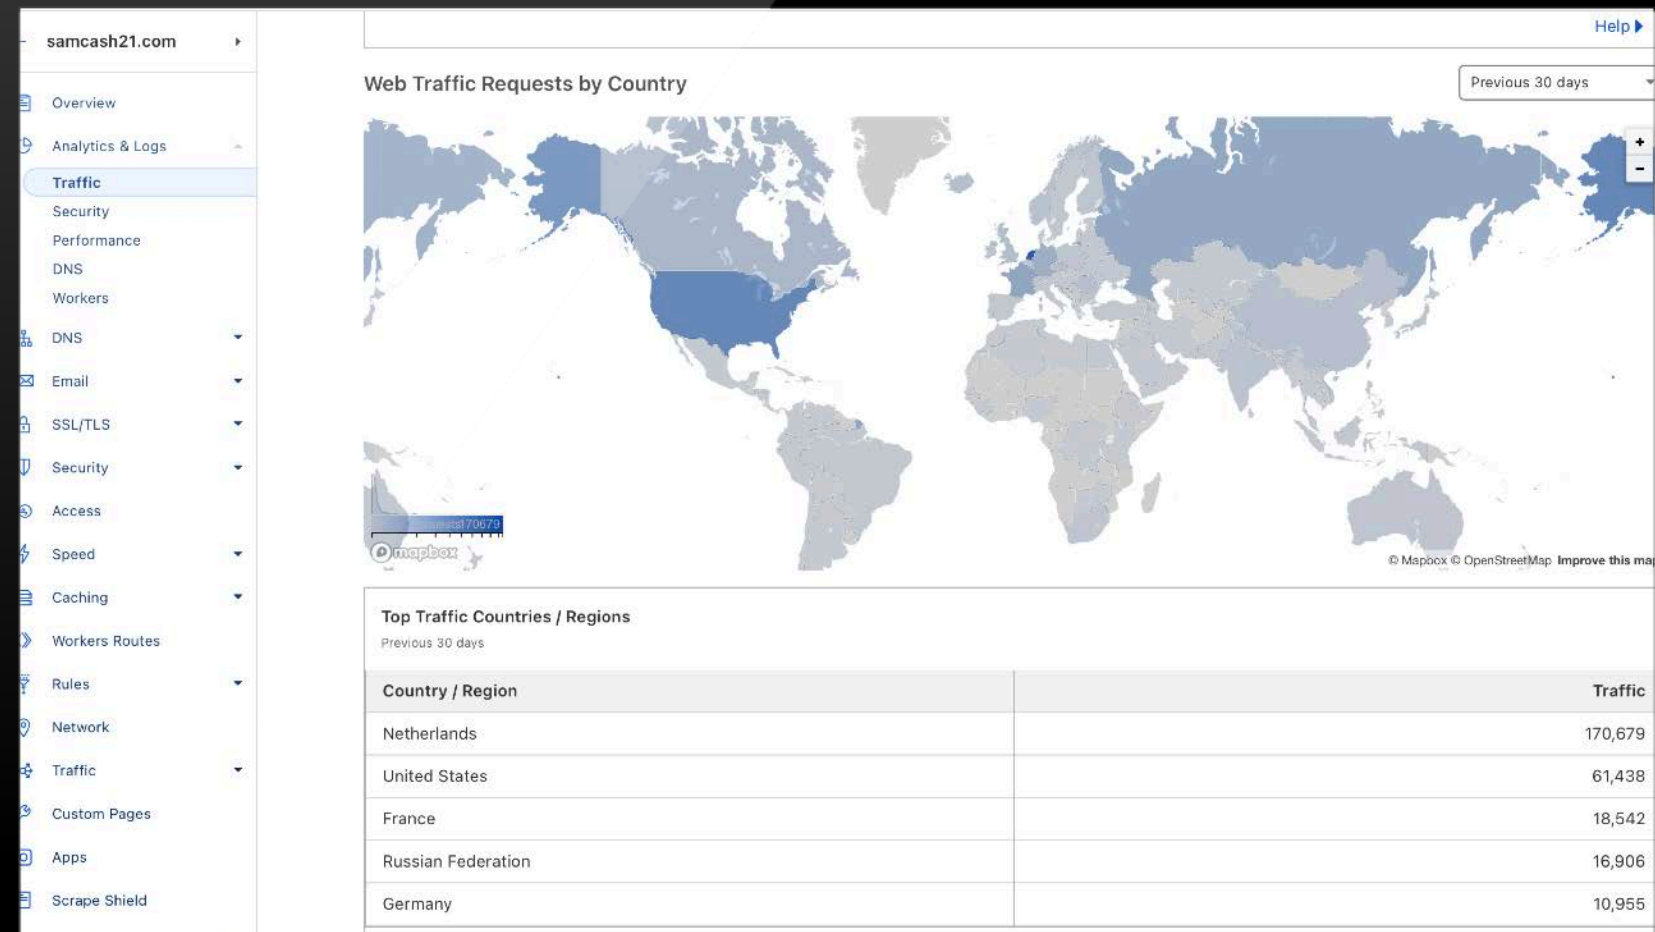 samcash21.com
Help
Web Traffic Requests by Country
Previous 30 days
Overview
Analytics & Logs
Traffic
Security
Performance
DNS
Workers
DNS
Email
SSL/TLS
Security
Access
Speed
Caching
Workers Routes
Rules
Network
Traffic
Custom Pages
Apps
Scrape Shield
+
-
170679
mapbox
© Mapbox © OpenStreetMap Improve this map
Top Traffic Countries / Regions
Previous 30 days
Country / Region Traffic
Netherlands 170,679
United States 61,438
France 18,542
Russian Federation 16,906
Germany 10,955